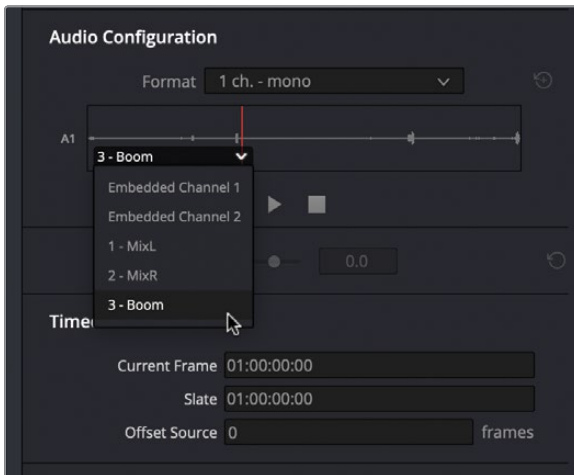 Audio Configuration
Format 1 ch. - mono
A1
3 - Boom
Embedded Channel 1
Embedded Channel 2
1 - MixL
2 - MixR
3 - Boom
0.0
Current Frame 01:00:00:00
Slate 01:00:00:00
Offset Source 0 frames